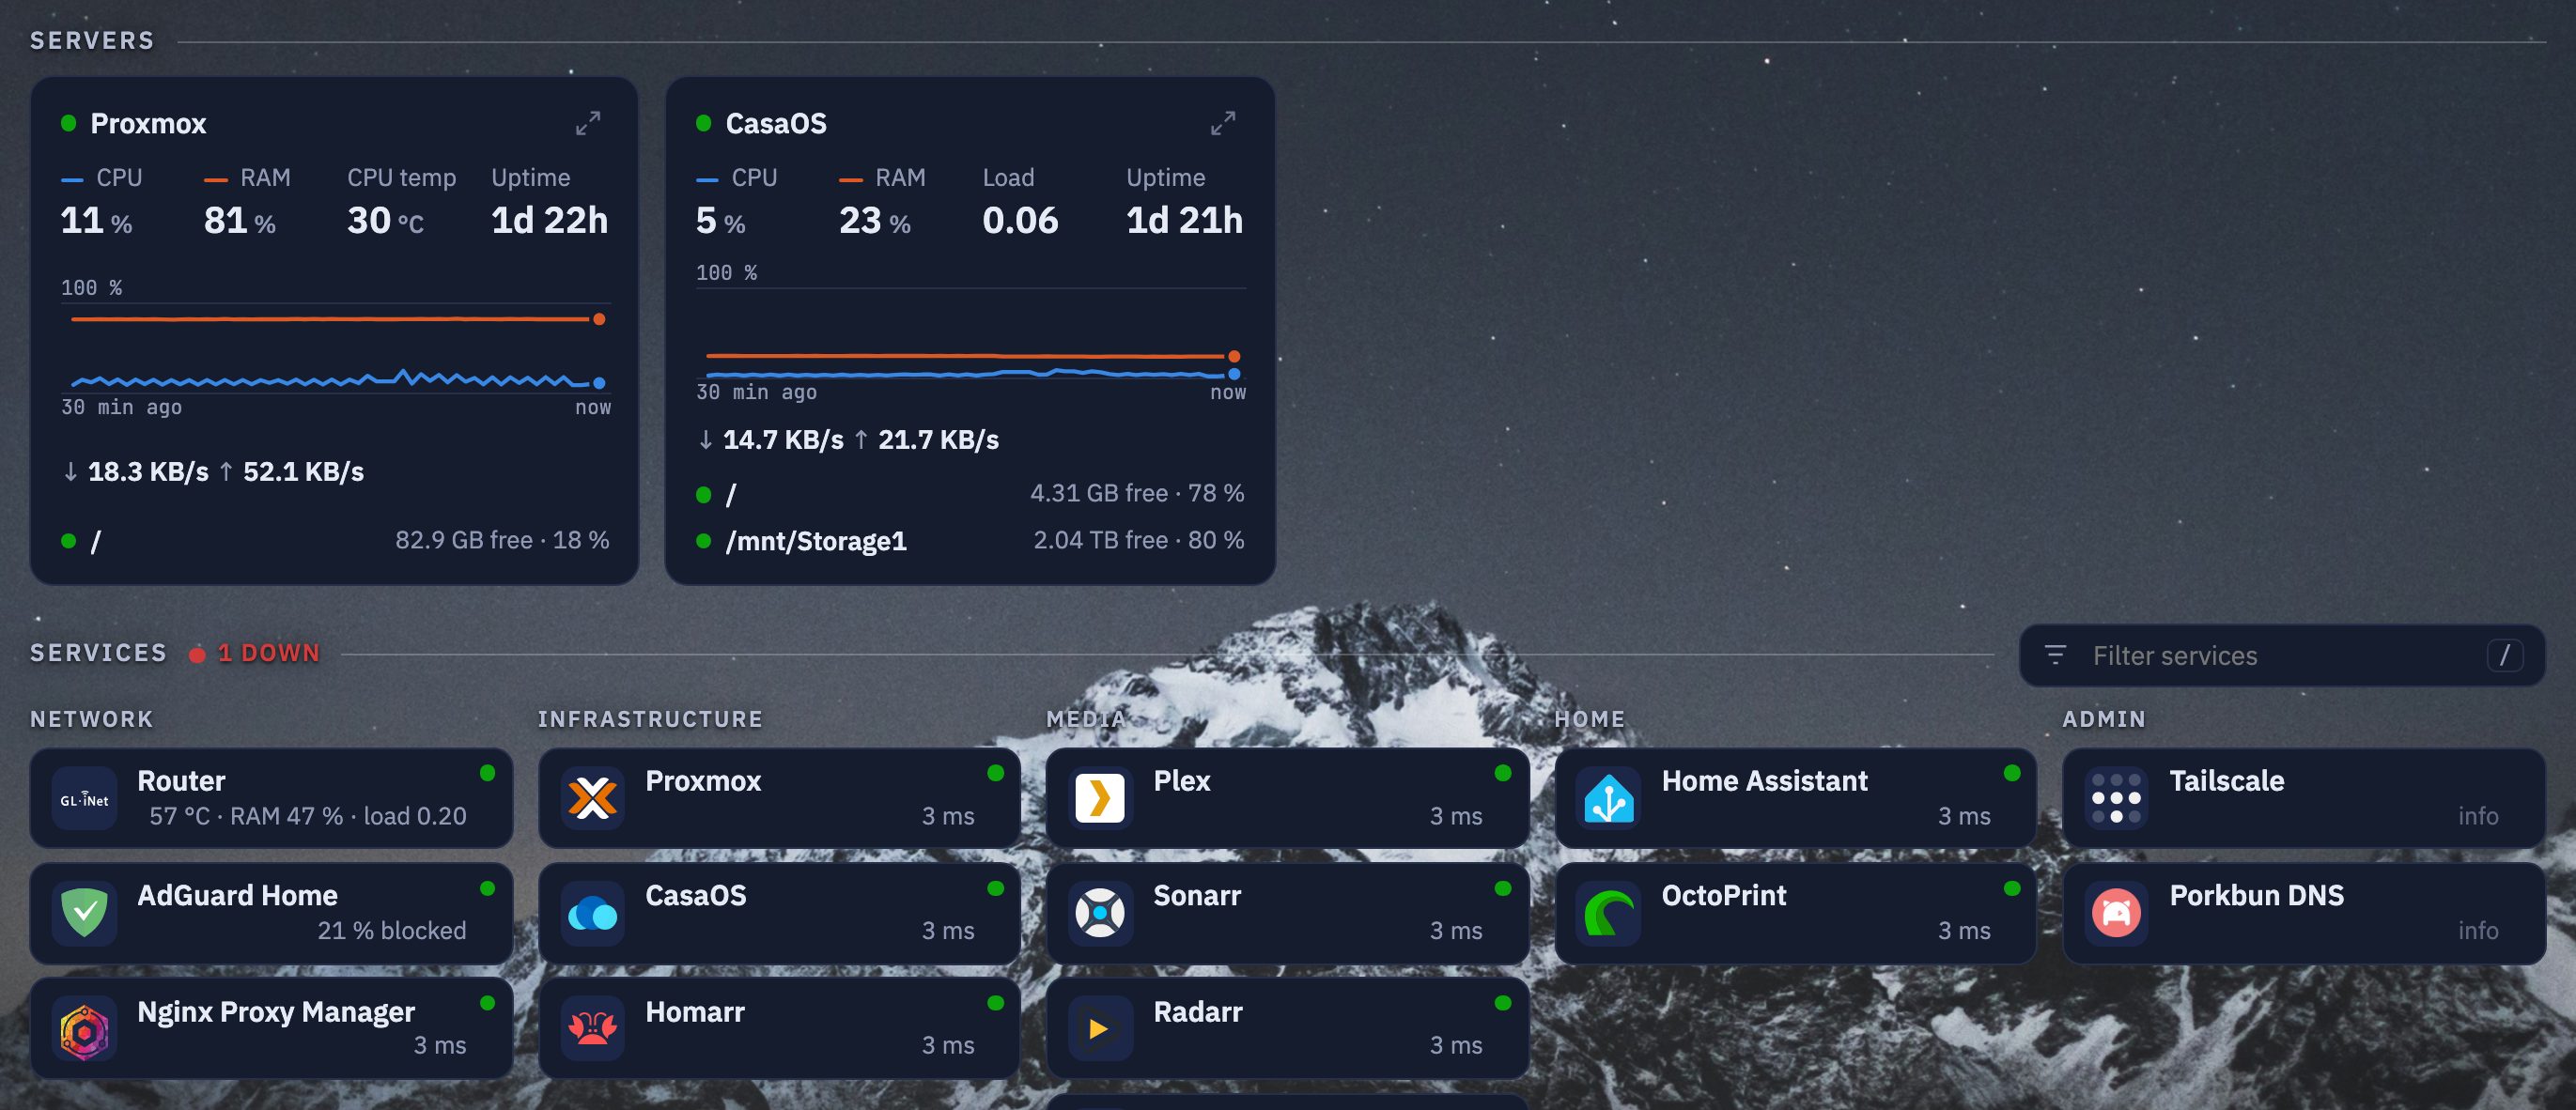 SERVERS
Proxmox
CPU RAM CPU temp Uptime
11 % 81 % 30 °C 1d 22h
100 %
30 min ago now
↓ 18.3 KB/s ↑ 52.1 KB/s
/ 82.9 GB free · 18 %
CasaOS
CPU RAM Load Uptime
5 % 23 % 0.06 1d 21h
100 %
30 min ago now
↓ 14.7 KB/s ↑ 21.7 KB/s
/ 4.31 GB free · 78 %
/mnt/Storage1 2.04 TB free · 80 %
SERVICES 1 DOWN
Filter services /
NETWORK
GL·iNet
Router
57 °C · RAM 47 % · load 0.20
AdGuard Home
21 % blocked
Nginx Proxy Manager
3 ms
INFRASTRUCTURE
Proxmox
3 ms
CasaOS
3 ms
Homarr
3 ms
MEDIA
Plex
3 ms
Sonarr
3 ms
Radarr
3 ms
HOME
Home Assistant
3 ms
OctoPrint
3 ms
ADMIN
Tailscale
info
Porkbun DNS
info